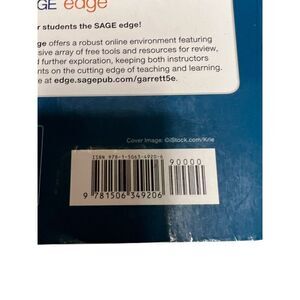 GE edge
r students the SAGE edge!
ge offers a robust online environment featuring
sive array of free tools and resources for review,
d further exploration, keeping both instructors
nts on the cutting edge of teaching and learning.
e at edge.sagepub.com/garrett5e.
Cover Image: ©iStock.com/Krle
ISBN 978-1-5063-4920-6
90000
9 781506 349206